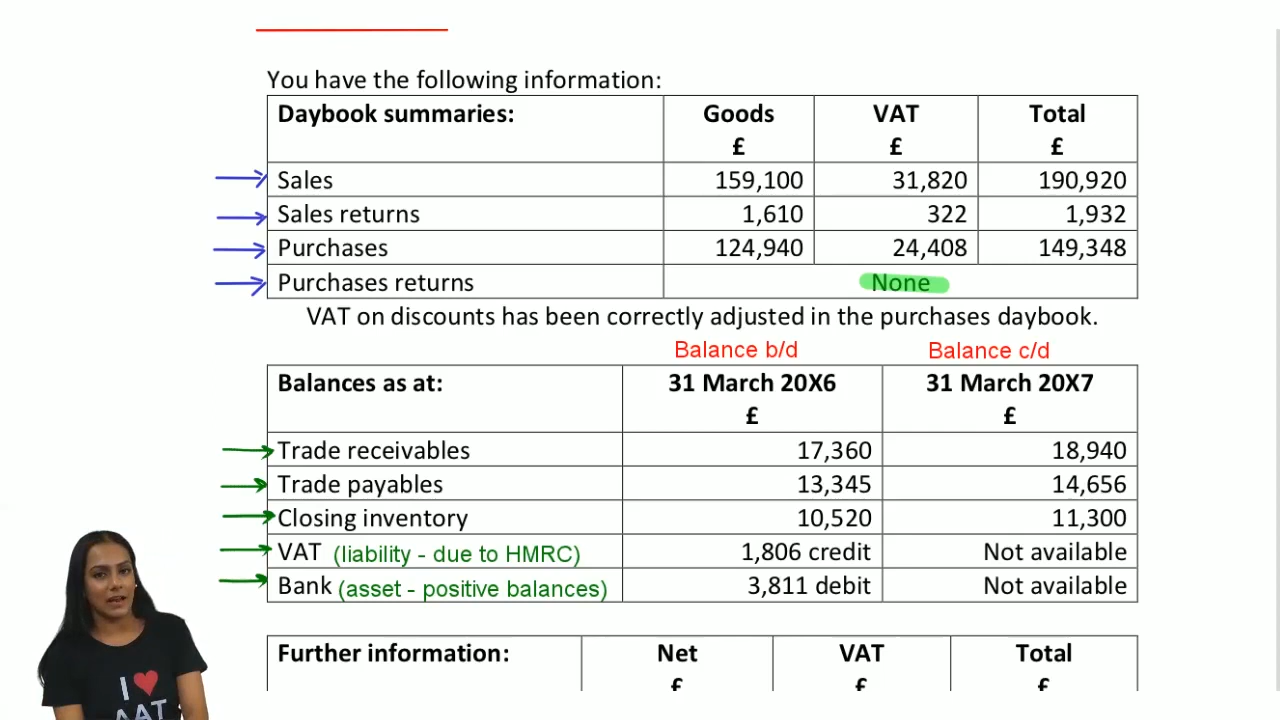 You have the following information:
Daybook summaries: Goods £ VAT £ Total £
Sales 159,100 31,820 190,920
Sales returns 1,610 322 1,932
Purchases 124,940 24,408 149,348
Purchases returns None
VAT on discounts has been correctly adjusted in the purchases daybook.
Balance b/d Balance c/d
Balances as at: 31 March 20X6 £ 31 March 20X7 £
Trade receivables 17,360 18,940
Trade payables 13,345 14,656
Closing inventory 10,520 11,300
VAT (liability - due to HMRC) 1,806 credit Not available
Bank (asset - positive balances) 3,811 debit Not available
Further information: Net £ VAT £ Total £
I ❤ AAT